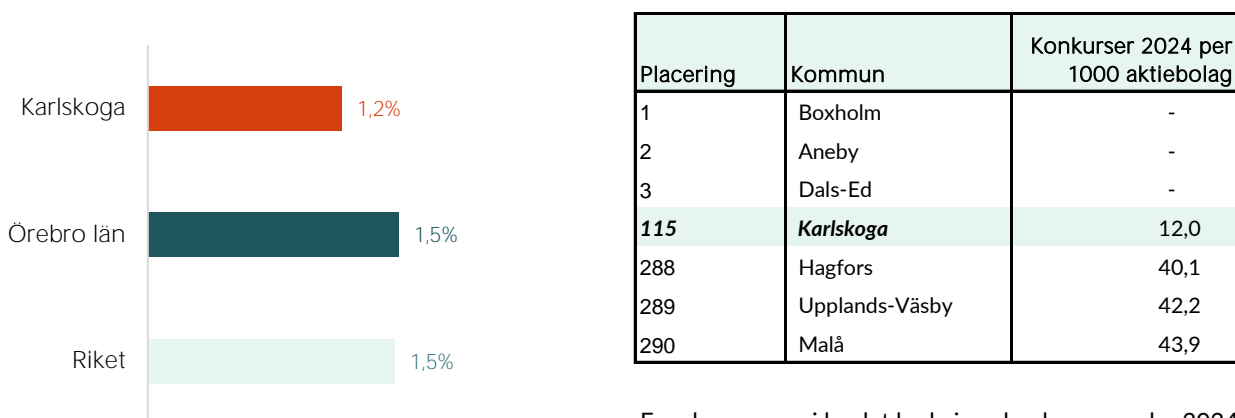 Karlskoga 1,2%
Örebro län 1,5%
Riket 1,5%
Placering Kommun Konkurser 2024 per
1000 aktiebolag
1 Boxholm -
2 Aneby -
3 Dals-Ed -
115 Karlskoga 12,0
288 Hagfors 40,1
289 Upplands-Väsby 42,2
290 Malå 43,9